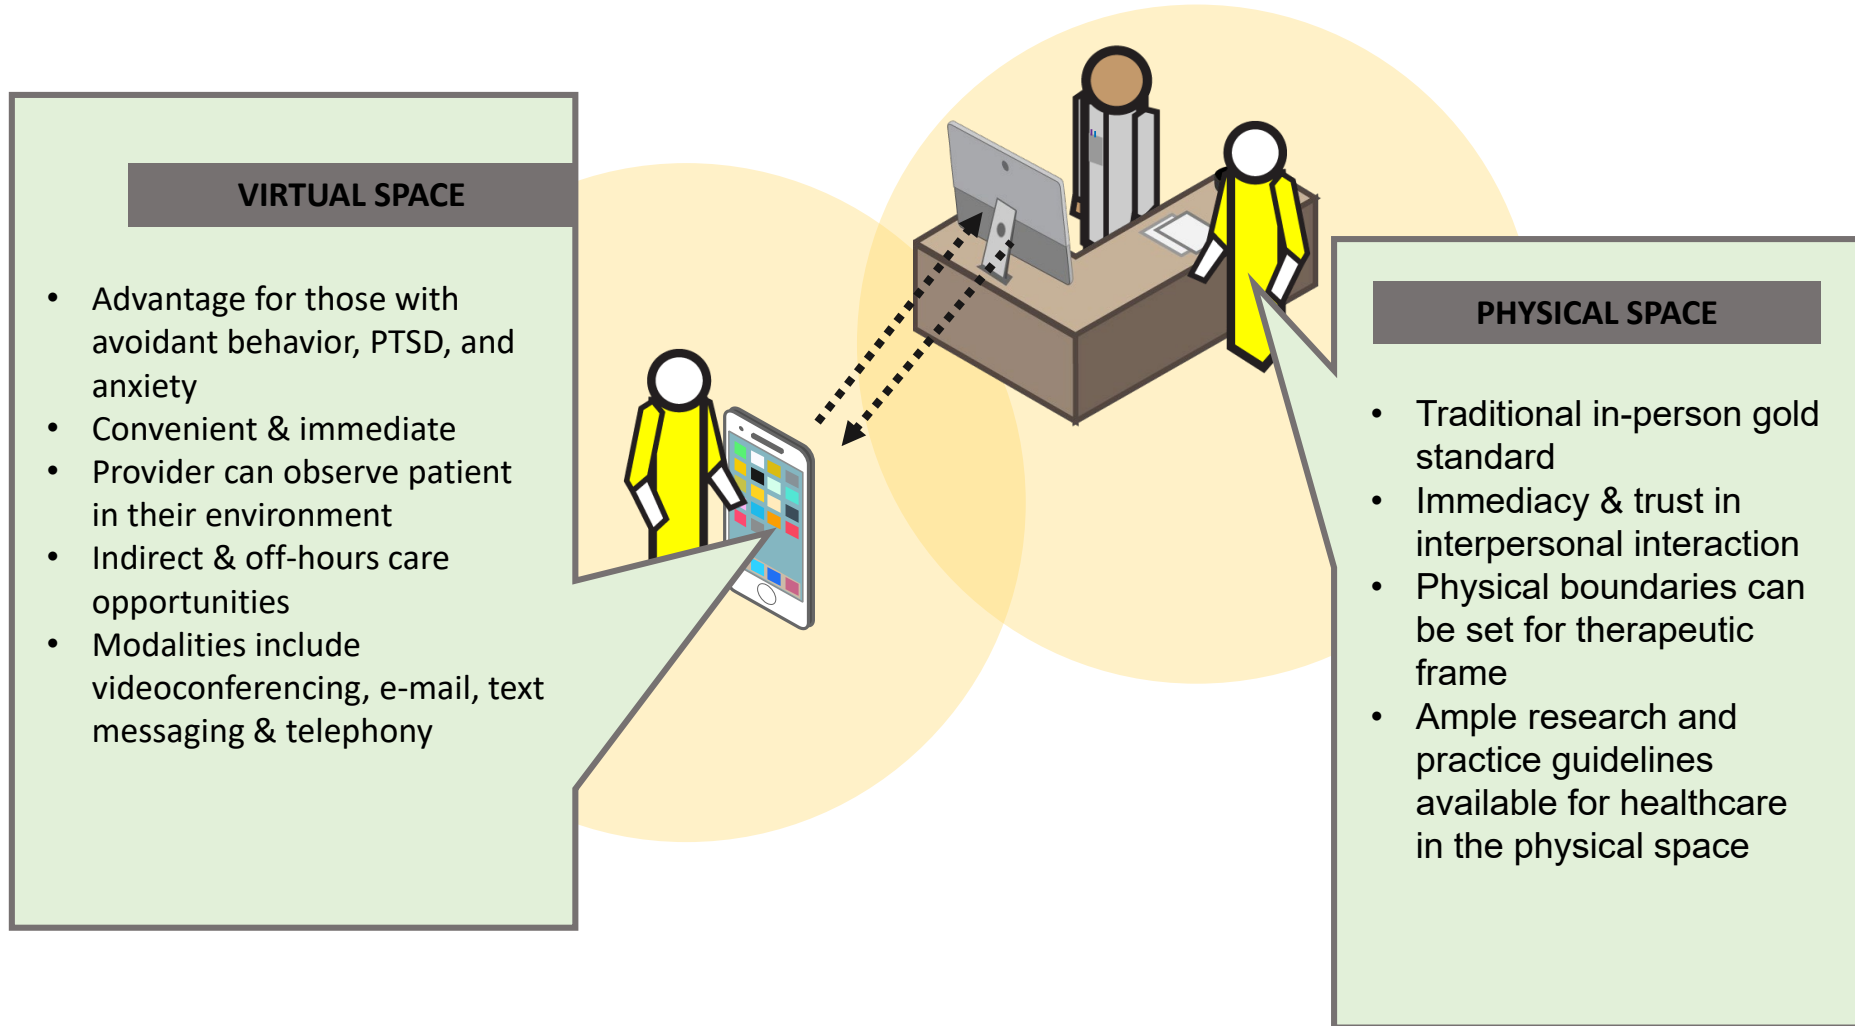 VIRTUAL SPACE
• Advantage for those with
avoidant behavior, PTSD, and
anxiety
• Convenient & immediate
• Provider can observe patient
in their environment
• Indirect & off-hours care
opportunities
• Modalities include
videoconferencing, e-mail, text
messaging & telephony
PHYSICAL SPACE
• Traditional in-person gold
standard
• Immediacy & trust in
interpersonal interaction
• Physical boundaries can
be set for therapeutic
frame
• Ample research and
practice guidelines
available for healthcare
in the physical space